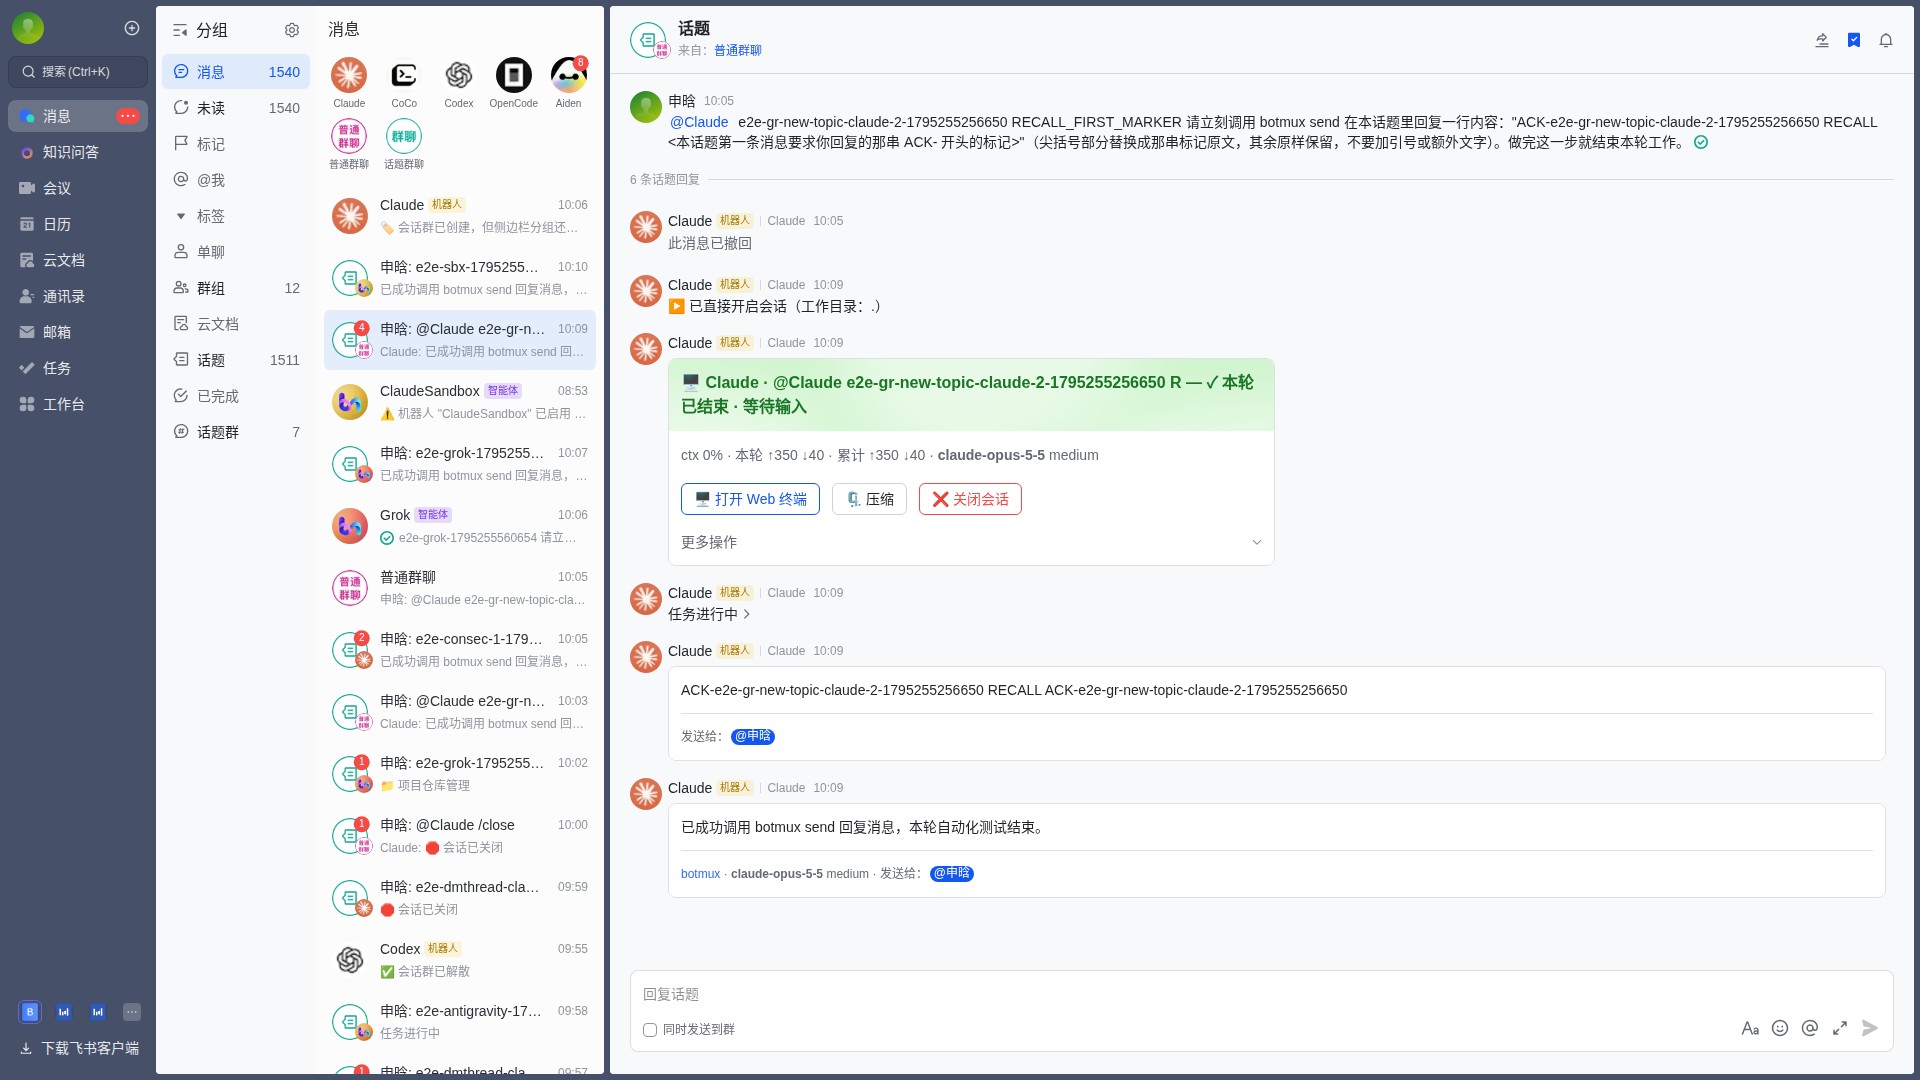 搜索 (Ctrl+K)
消息
知识问答
会议
日历
云文档
通讯录
邮箱
任务
工作台
下载飞书客户端
分组
消息 1540
未读 1540
标记
@我
标签
单聊
群组 12
云文档
话题 1511
已完成
话题群 7
消息
Claude CoCo Codex OpenCode 8 Aiden
普通群聊 群聊
普通群聊 话题群聊
Claude 机器人 10:06
🏷️ 会话群已创建，但侧边栏分组还…
申晗: e2e-sbx-1795255… 10:10
已成功调用 botmux send 回复消息，…
4 申晗: @Claude e2e-gr-n… 10:09
Claude: 已成功调用 botmux send 回…
ClaudeSandbox 智能体 08:53
⚠️ 机器人 "ClaudeSandbox" 已启用 …
申晗: e2e-grok-1795255… 10:07
已成功调用 botmux send 回复消息，…
Grok 智能体 10:06
e2e-grok-1795255560654 请立…
普通群聊 普通群聊 10:05
申晗: @Claude e2e-gr-new-topic-cla…
2 申晗: e2e-consec-1-179… 10:05
已成功调用 botmux send 回复消息，…
申晗: @Claude e2e-gr-n… 10:03
Claude: 已成功调用 botmux send 回…
1 申晗: e2e-grok-1795255… 10:02
📁 项目仓库管理
1 申晗: @Claude /close 10:00
Claude: 🛑 会话已关闭
申晗: e2e-dmthread-cla… 09:59
🛑 会话已关闭
Codex 机器人 09:55
✅ 会话群已解散
申晗: e2e-antigravity-17… 09:58
任务进行中
1 申晗: e2e-dmthread-cla… 09:57
话题
来自：普通群聊
申晗 10:05
@Claude e2e-gr-new-topic-claude-2-1795255256650 RECALL_FIRST_MARKER 请立刻调用 botmux send 在本话题里回复一行内容："ACK-e2e-gr-new-topic-claude-2-1795255256650 RECALL
<本话题第一条消息要求你回复的那串 ACK- 开头的标记>"（尖括号部分替换成那串标记原文，其余原样保留，不要加引号或额外文字）。做完这一步就结束本轮工作。
6 条话题回复
Claude 机器人 | Claude 10:05
此消息已撤回
Claude 机器人 | Claude 10:09
▶️ 已直接开启会话（工作目录：.）
Claude 机器人 | Claude 10:09
🖥️ Claude · @Claude e2e-gr-new-topic-claude-2-1795255256650 R — ✓ 本轮
已结束 · 等待输入
ctx 0% · 本轮 ↑350 ↓40 · 累计 ↑350 ↓40 · claude-opus-5-5 medium
🖥️ 打开 Web 终端 🗜️ 压缩 ❌ 关闭会话
更多操作
Claude 机器人 | Claude 10:09
任务进行中
Claude 机器人 | Claude 10:09
ACK-e2e-gr-new-topic-claude-2-1795255256650 RECALL ACK-e2e-gr-new-topic-claude-2-1795255256650
发送给：@申晗
Claude 机器人 | Claude 10:09
已成功调用 botmux send 回复消息，本轮自动化测试结束。
botmux · claude-opus-5-5 medium · 发送给：@申晗
回复话题
同时发送到群
Aa